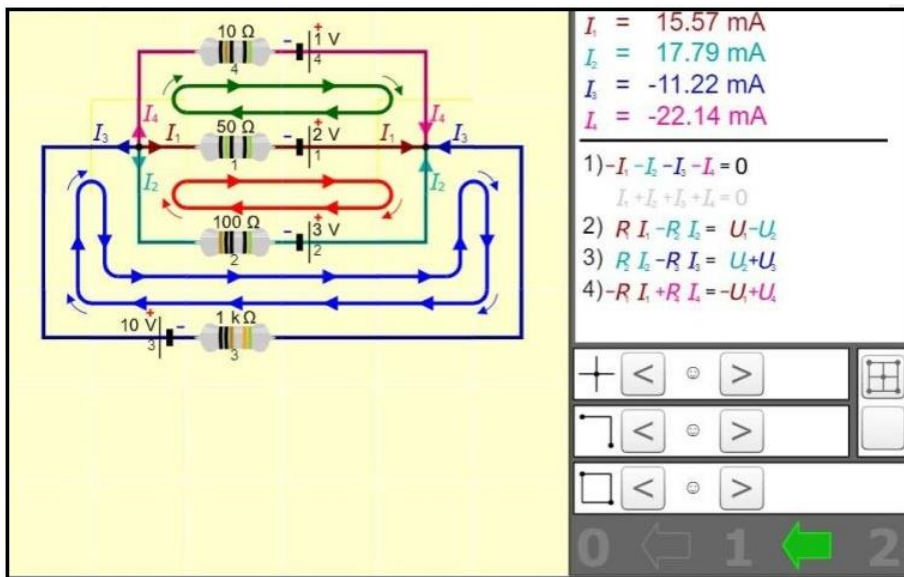 10 Ω
- + 1 V
4 4
I₄ I₄
50 Ω
- + 2 V
I₃ I₁ I₁ I₃
1 1
I₂ I₂
100 Ω
- + 3 V
2 2
10 V + - 1 kΩ
3 3
I₁ = 15.57 mA
I₂ = 17.79 mA
I₃ = -11.22 mA
I₄ = -22.14 mA
1) -I₁ -I₂ -I₃ -I₄ = 0
I₁ +I₂ +I₃ +I₄ = 0
2) R₁ I₁ -R₂ I₂ = U₁-U₂
3) R₂ I₂ -R₃ I₃ = U₂+U₃
4) -R₁ I₁ +R₄ I₄ = -U₁+U₄
< ☺ >
< ☺ >
< ☺ >
0 1 2